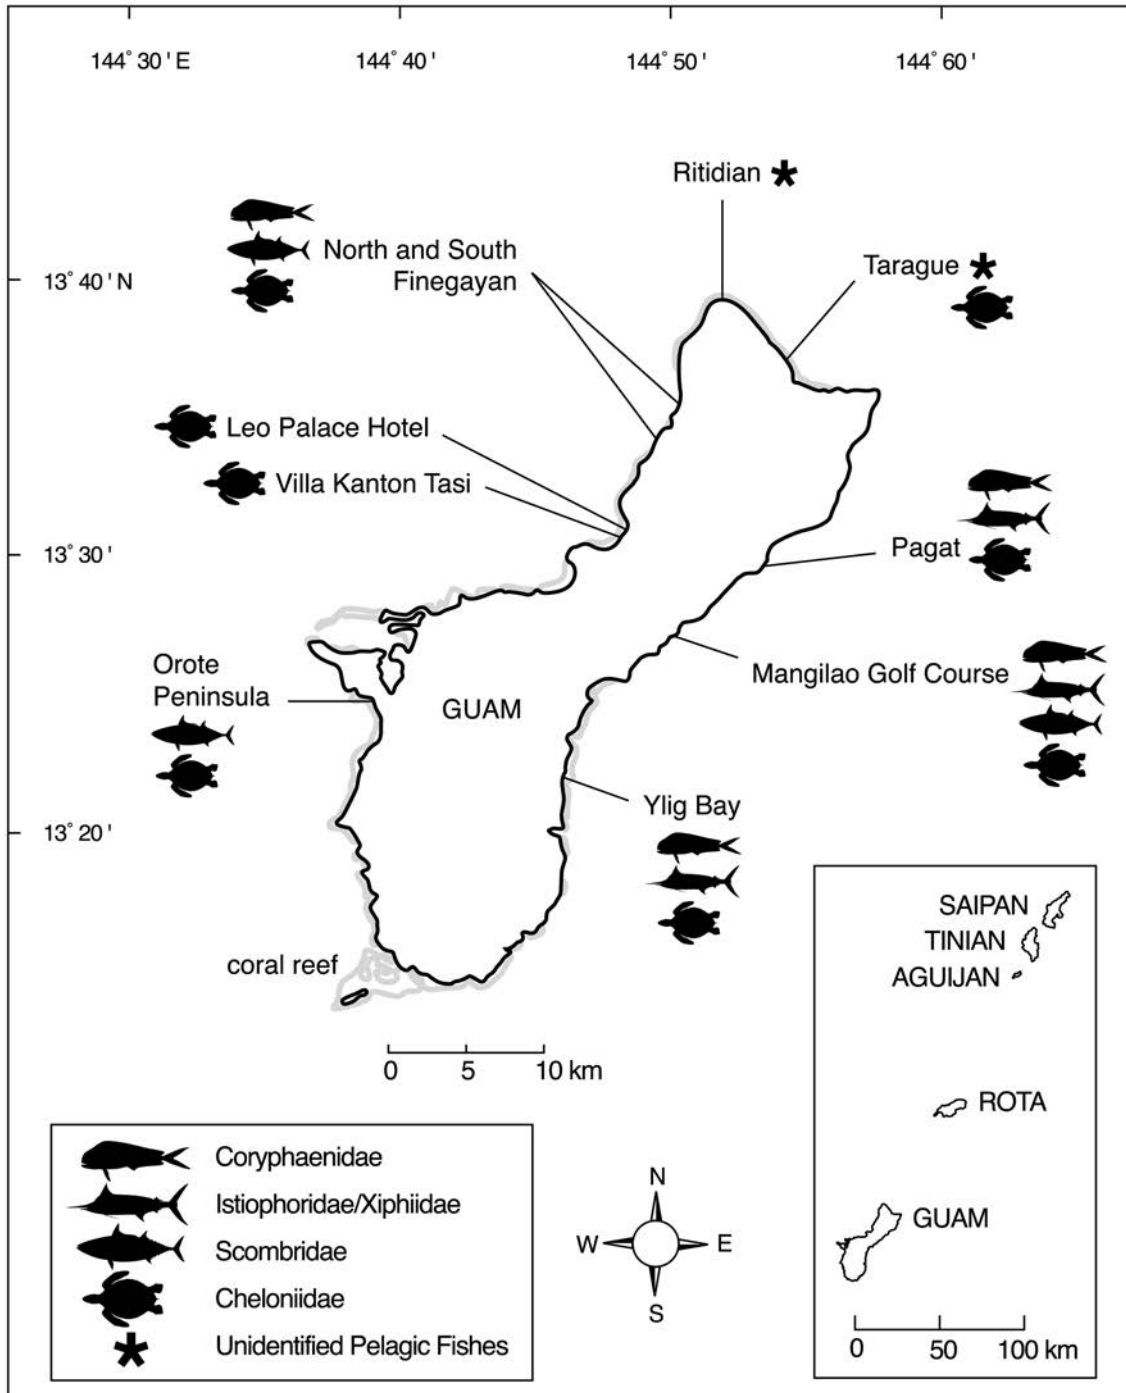 144° 30 ' E
144° 40 '
144° 50 '
144° 60 '
Ritidian *
North and South
Finegayan
Tarague *
13° 40 ' N
Leo Palace Hotel
Villa Kanton Tasi
13° 30 '
Pagat
Orote
Peninsula
Mangilao Golf Course
GUAM
Ylig Bay
13° 20 '
coral reef
0 5 10 km
SAIPAN
TINIAN
AGUIJAN
ROTA
GUAM
0 50 100 km
Coryphaenidae
Istiophoridae/Xiphiidae
Scombridae
Cheloniidae
* Unidentified Pelagic Fishes
N
W E
S